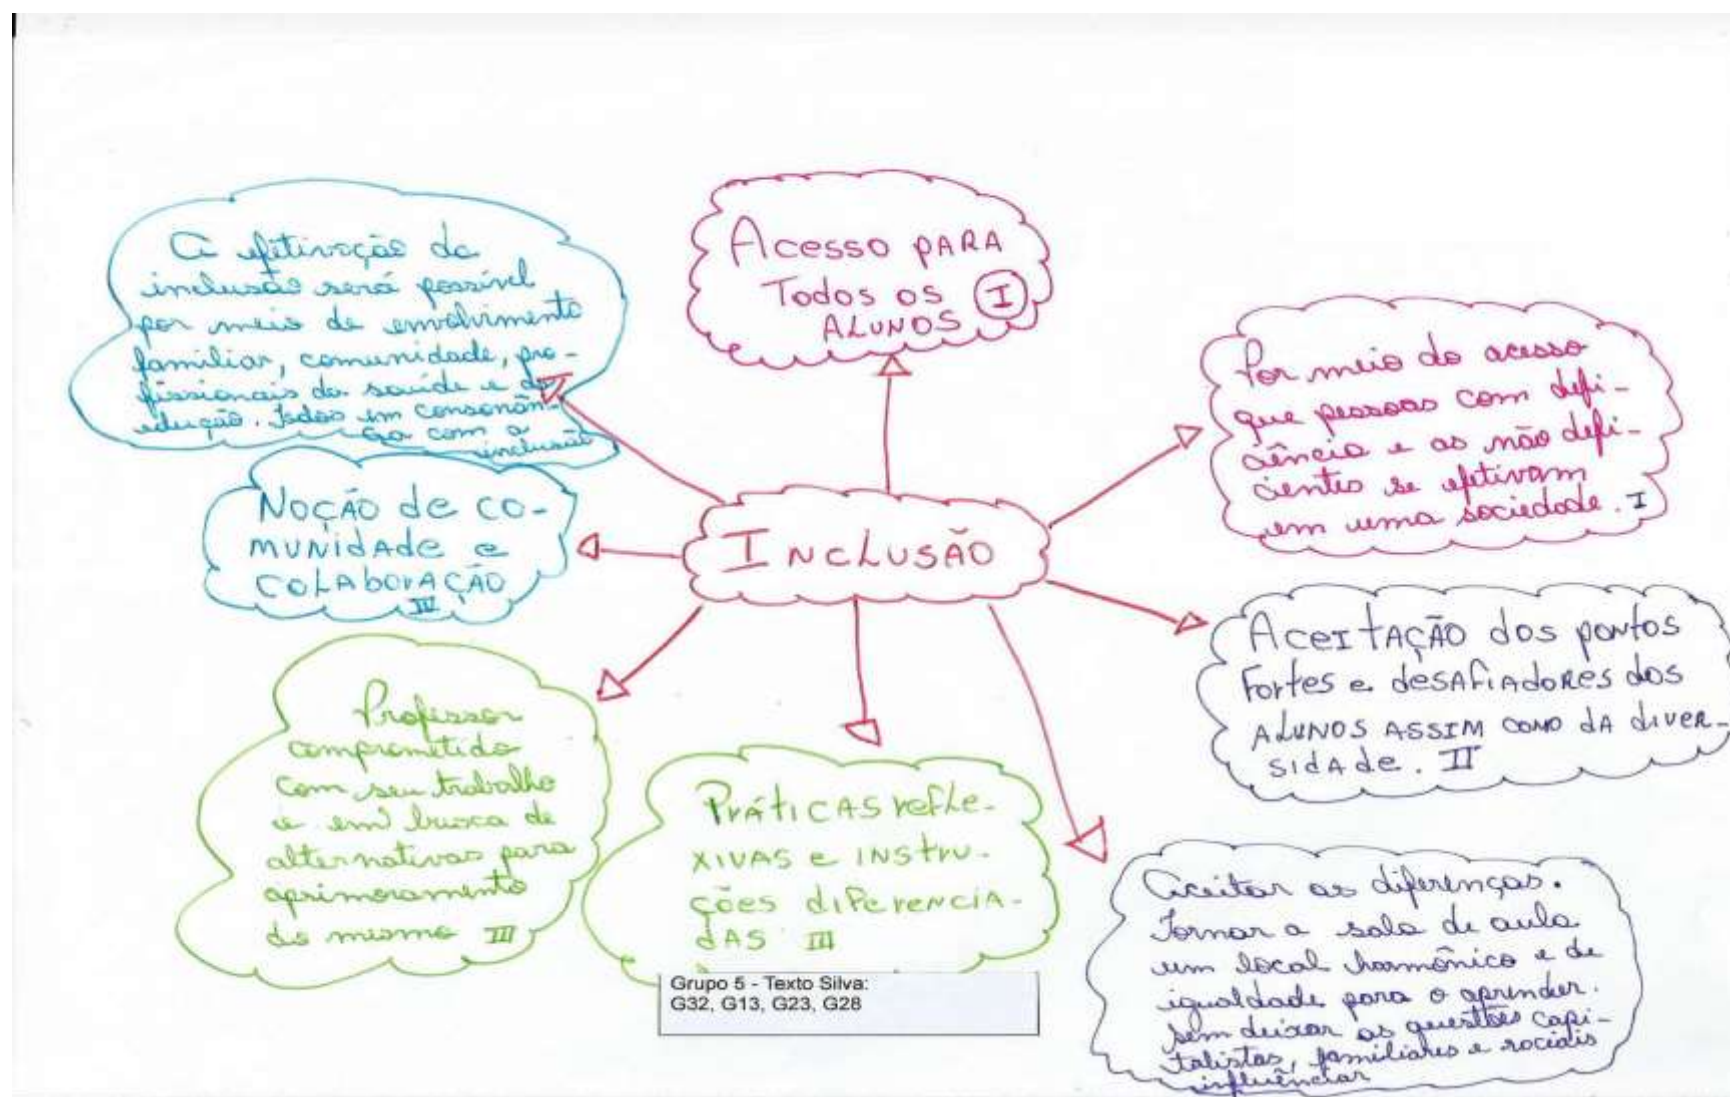 A efetivação da
inclusão será possível
por meio de envolvimento
familiar, comunidade, pro-
fissionais da saúde e da
edução. Todos em consonân-
cia com a
inclusão
Acesso PARA
Todos os
ALUNOS I
Por meio do acesso
que pessoas com defi-
ciência e as não defi-
cientes se efetivam
em uma sociedade. I
Noção de co-
munidade e
colaboração
IV
Inclusão
Aceitação dos pontos
fortes e desafiadores dos
alunos assim como da diver-
sidade. II
Professor
comprometido
com seu trabalho
e em busca de
alternativas para
aprimoramento
do mesmo III
Práticas refle-
xivas e instru-
ções diferencia-
das III
Aceitar as diferenças.
Tornar a sala de aula
um local harmônico e de
igualdade para o aprender.
sem deixar as questões capi-
talistas, familiares e sociais
influênciar
Grupo 5 - Texto Silva:
G32, G13, G23, G28